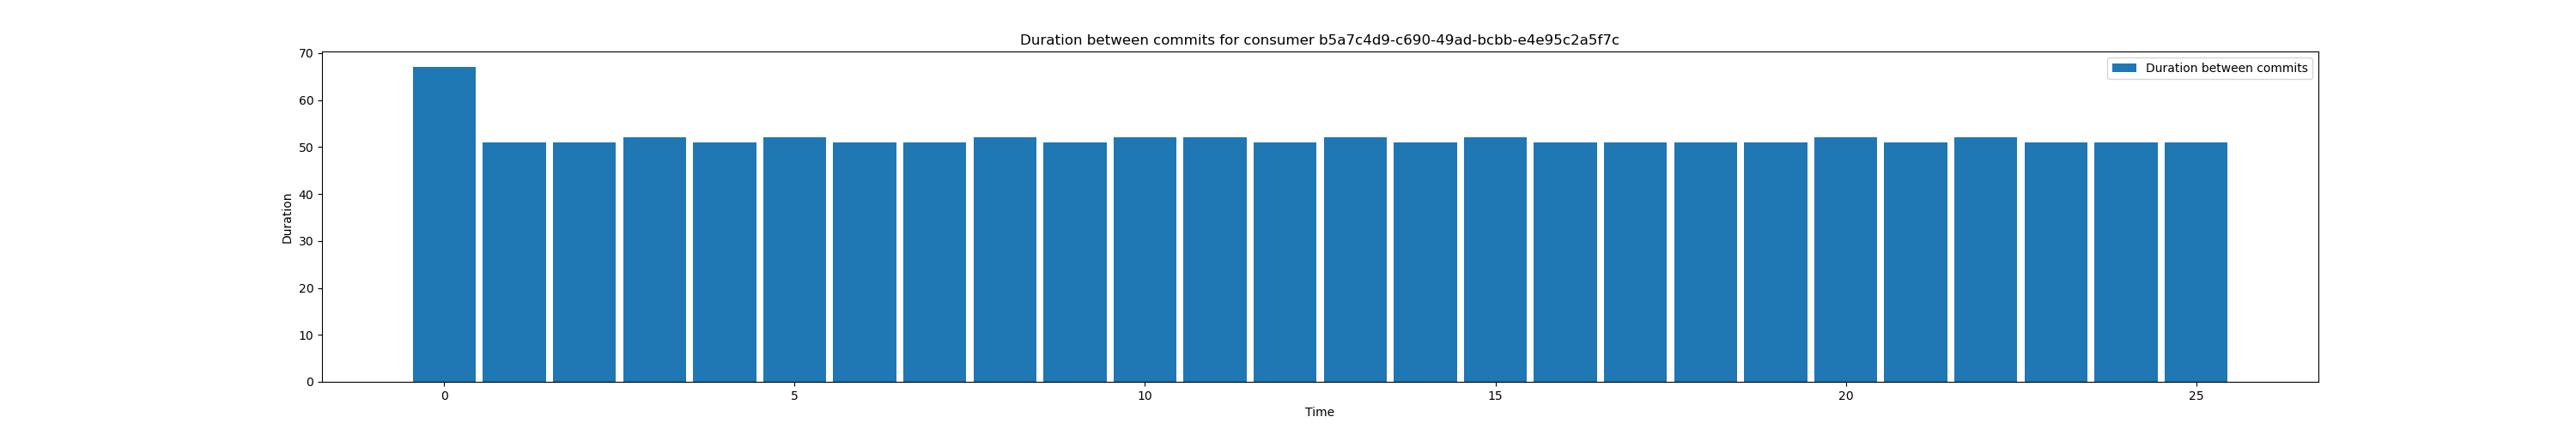 Duration between commits for consumer b5a7c4d9-c690-49ad-bcbb-e4e95c2a5f7c
Duration between commits
70
60
50
40
30
20
10
0
Duration
0 5 10 15 20 25
Time